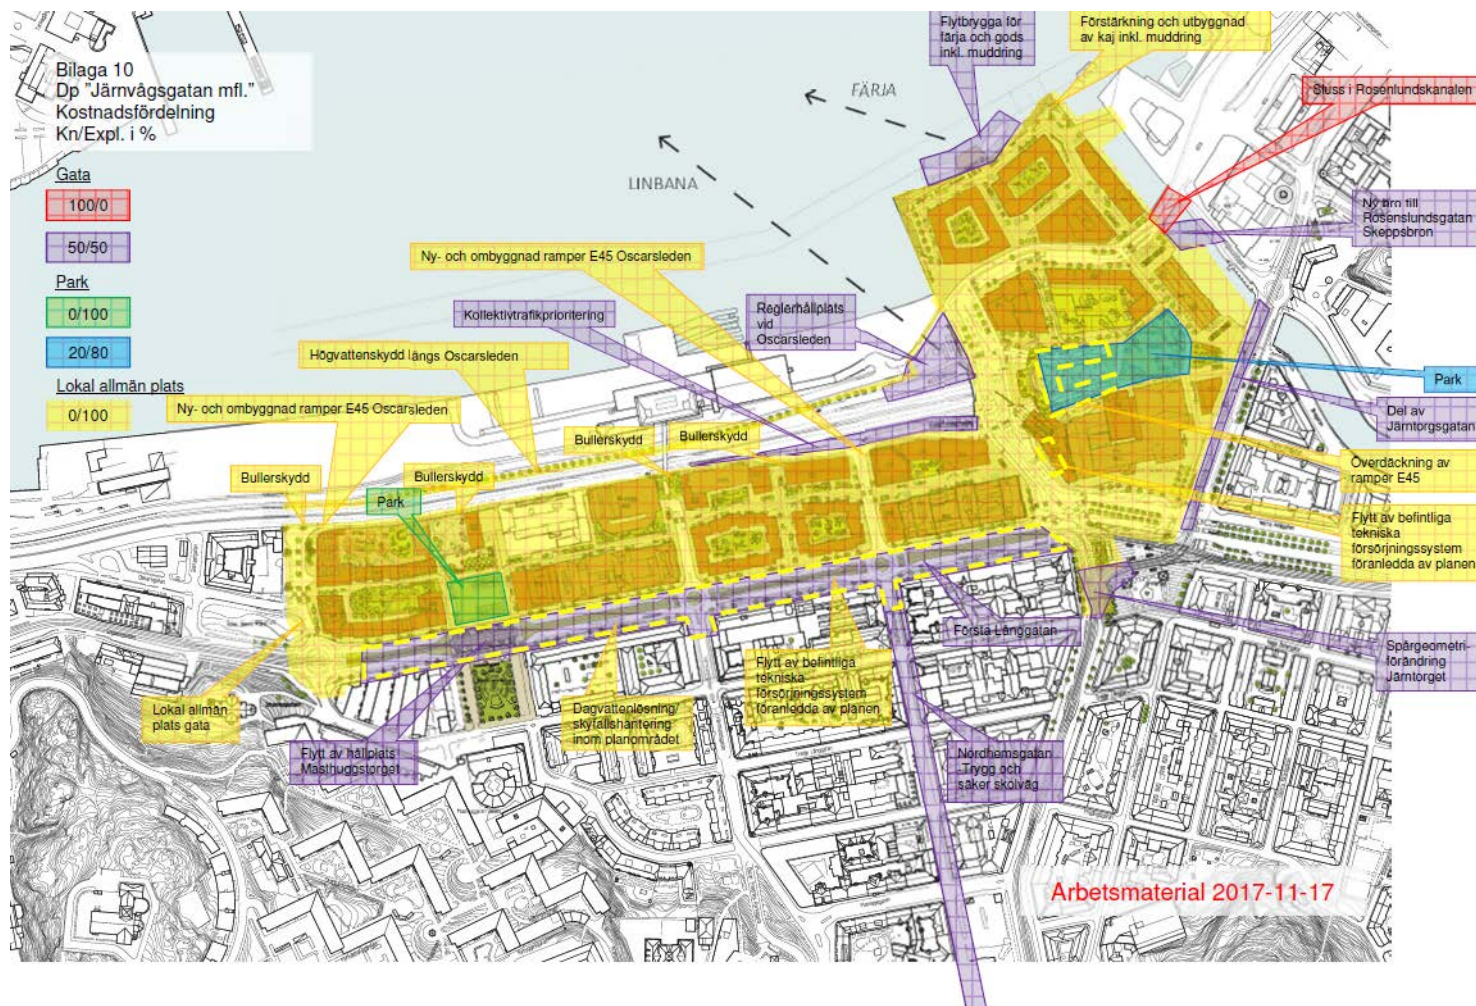 Bilaga 10
Dp "Järnvågsgatan mfl."
Kostnadsfördelning
Kn/Expl. i %
Gata
100/0
50/50
Park
0/100
20/80
Lokal allmän plats
0/100
Flytbrygga för
färja och gods
inkl. muddring
Förstärkning och utbyggnad
av kaj inkl. muddring
FÄRJA
LINBANA
Sluss i Rosenlundskanalen
Ny bro till
Rosenslundsgatan
Skeppsbron
Ny- och ombyggnad ramper E45 Oscarsleden
Kollektivtrafikprioritering
Reglerhållplats
vid
Oscarsleden
Högvattenskydd längs Oscarsleden
Ny- och ombyggnad ramper E45 Oscarsleden
Bullerskydd
Bullerskydd
Bullerskydd
Bullerskydd
Park
Park
Del av
Järntorgsgatan
Överdäckning av
ramper E45
Flytt av befintliga
tekniska
försörjningssystem
föranledda av planen
Första Långgatan
Spårgeometri-
förändring
Järntorget
Lokal allmän
plats gata
Flytt av hållplats
Masthuggstorget
Dagvattenlösning/
skyfallshantering
inom planområdet
Flytt av befintliga
tekniska
försörjningssystem
föranledda av planen
Nordhemsgatan
-Trygg och
säker skolväg
Arbetsmaterial 2017-11-17